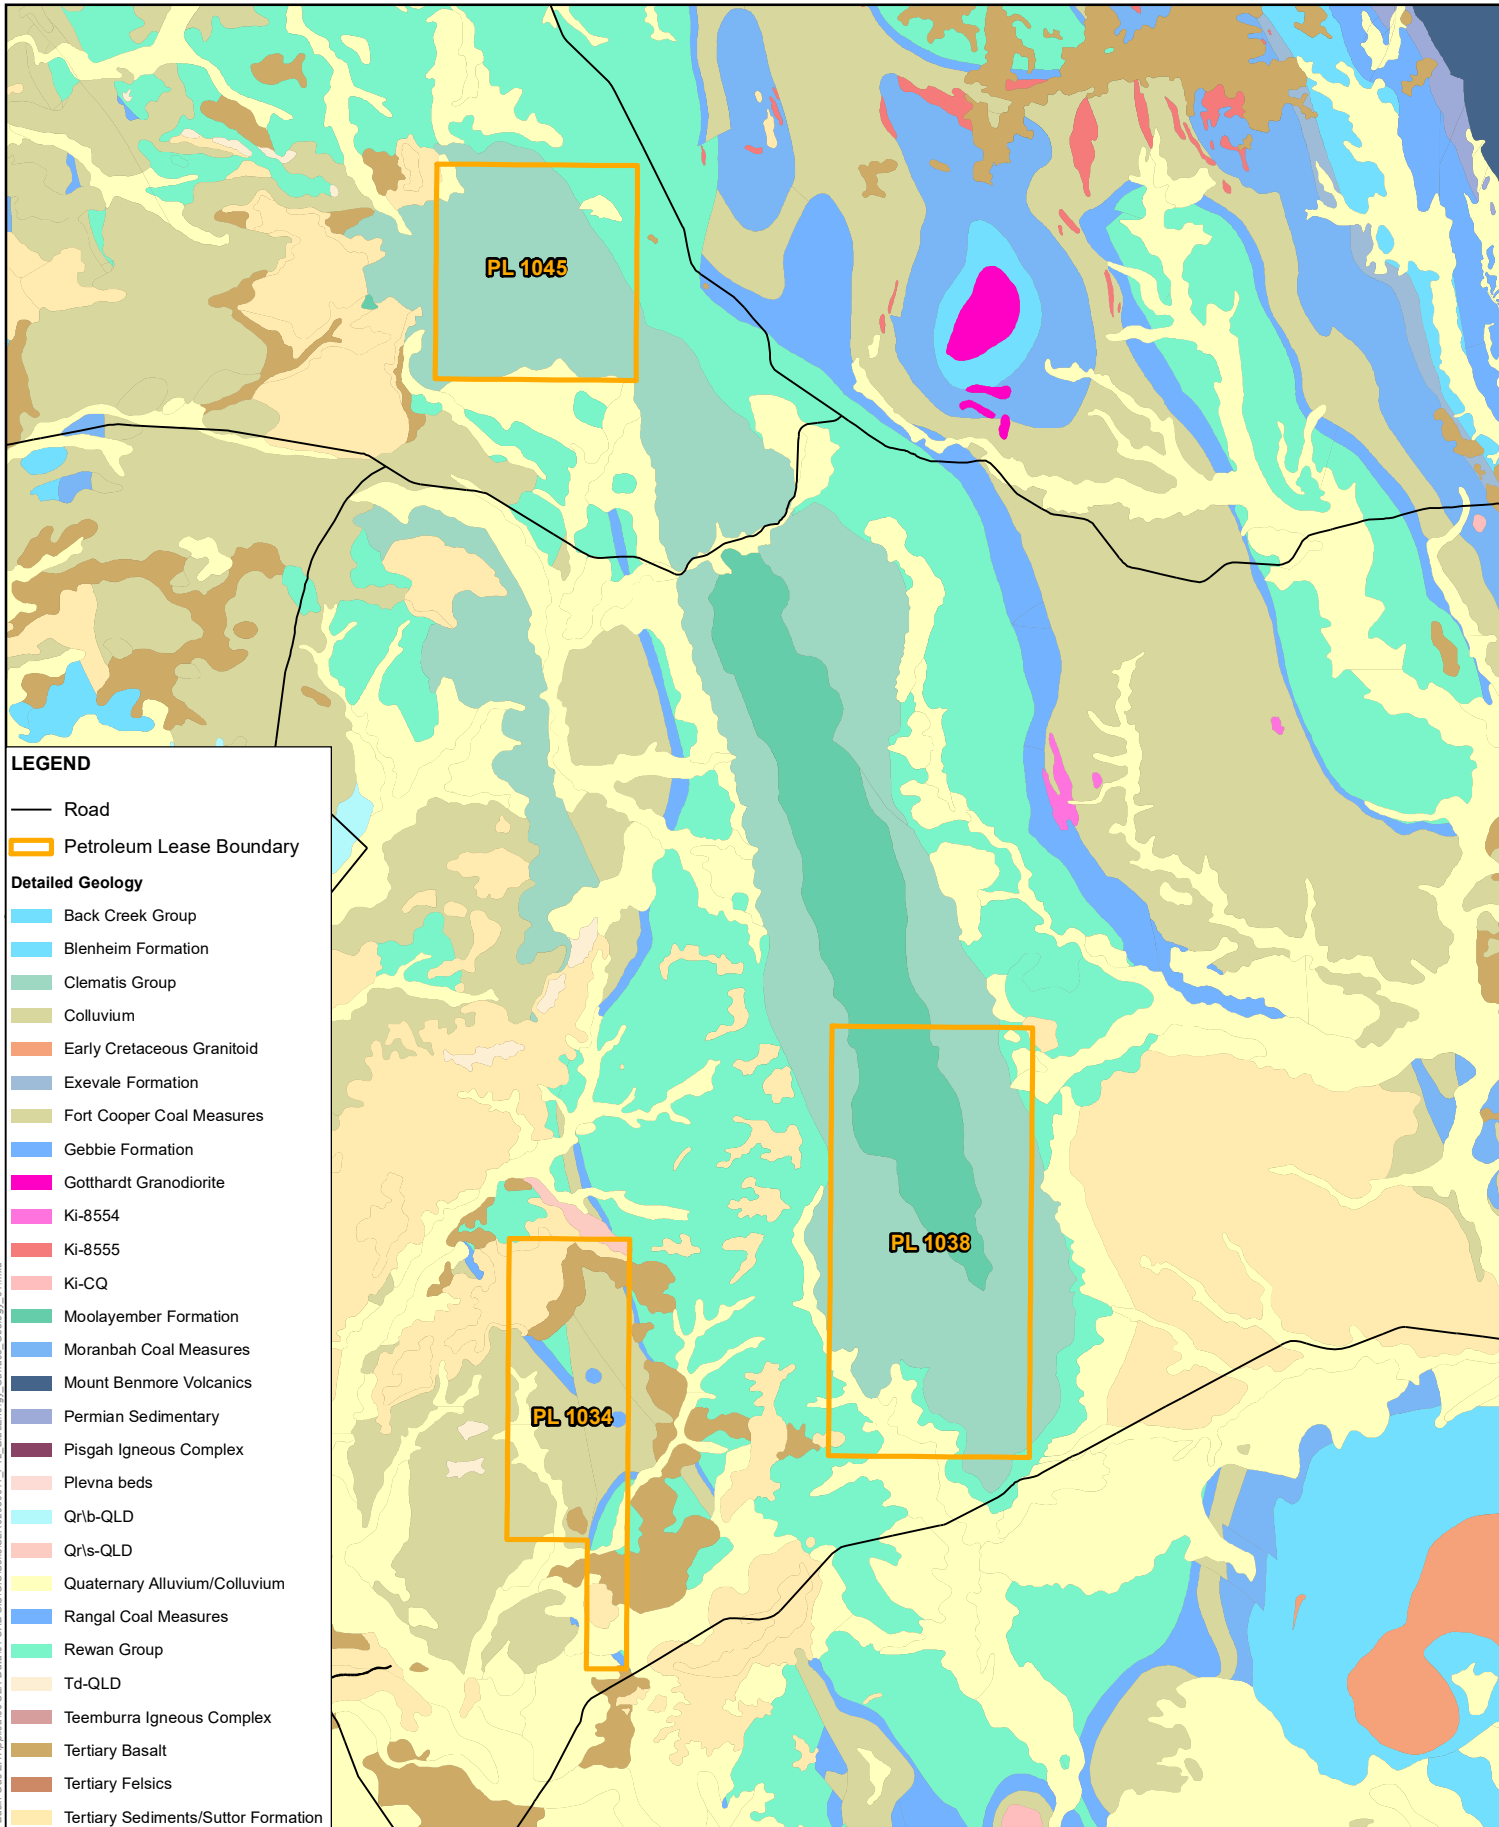 PL 1045
PL 1038
PL 1034
LEGEND
Road
Petroleum Lease Boundary
Detailed Geology
Back Creek Group
Blenheim Formation
Clematis Group
Colluvium
Early Cretaceous Granitoid
Exevale Formation
Fort Cooper Coal Measures
Gebbie Formation
Gotthardt Granodiorite
Ki-8554
Ki-8555
Ki-CQ
Moolayember Formation
Moranbah Coal Measures
Mount Benmore Volcanics
Permian Sedimentary
Pisgah Igneous Complex
Plevna beds
Qr\b-QLD
Qr\s-QLD
Quaternary Alluvium/Colluvium
Rangal Coal Measures
Rewan Group
Td-QLD
Teemburra Igneous Complex
Tertiary Basalt
Tertiary Felsics
Tertiary Sediments/Suttor Formation